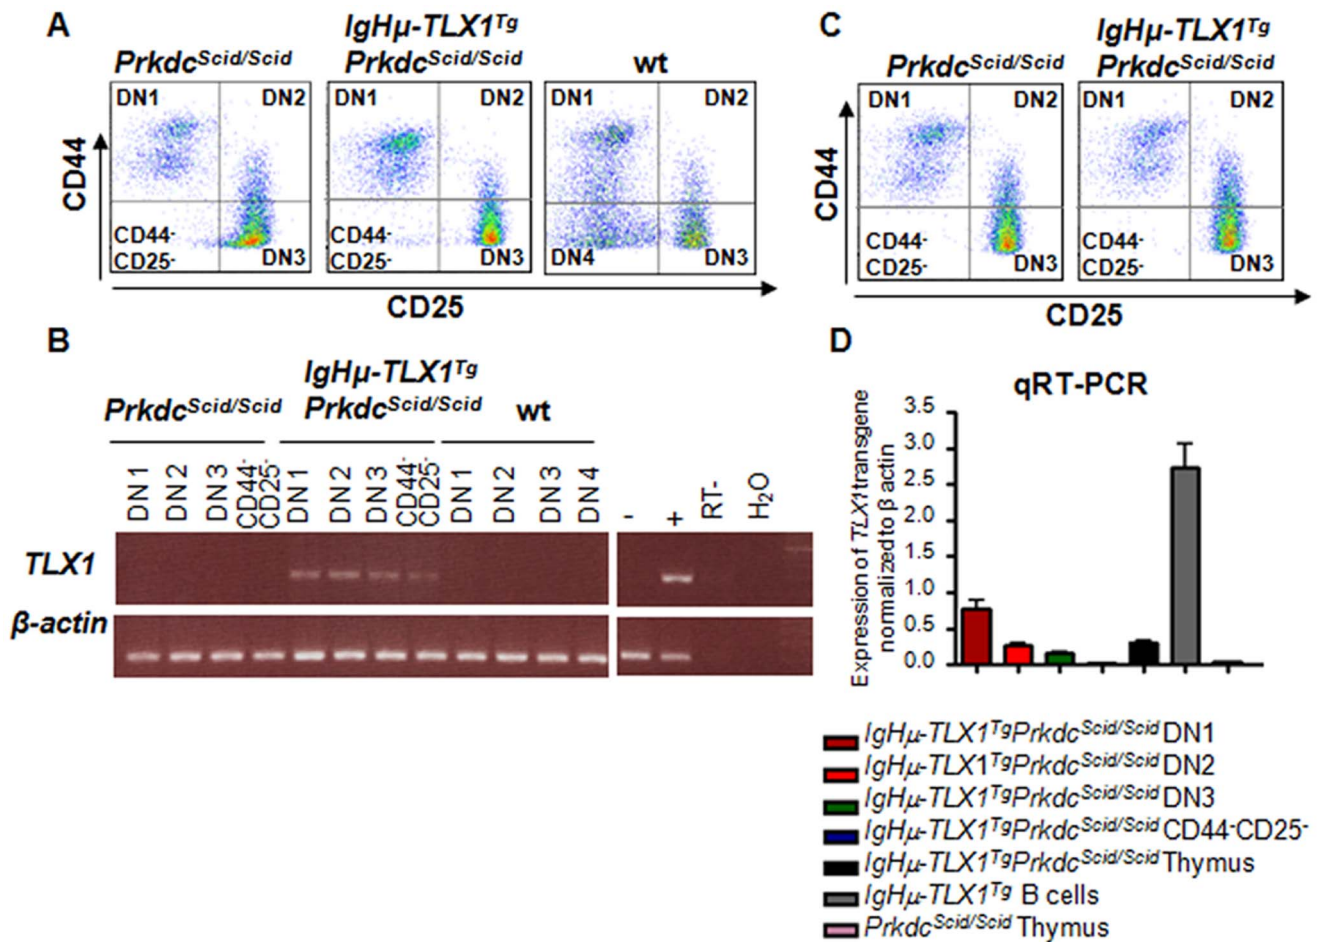 A
Prkdc^Scid/Scid
IgHμ-TLX1^Tg
Prkdc^Scid/Scid
wt
DN1
DN2
CD44-
CD25-
DN3
DN1
DN2
CD44-
CD25-
DN3
DN1
DN2
DN4
DN3
CD44
CD25
C
Prkdc^Scid/Scid
IgHμ-TLX1^Tg
Prkdc^Scid/Scid
DN1
DN2
CD44-
CD25-
DN3
DN1
DN2
CD44-
CD25-
DN3
CD44
CD25
B
Prkdc^Scid/Scid
IgHμ-TLX1^Tg
Prkdc^Scid/Scid
wt
DN1
DN2
DN3
CD44-
CD25-
DN1
DN2
DN3
CD44-
CD25-
DN1
DN2
DN3
DN4
-
+
RT-
H2O
TLX1
β-actin
D
qRT-PCR
Expression of TLX1 transgene
normalized to β actin
3.5
3.0
2.5
2.0
1.5
1.0
0.5
0.0
IgHμ-TLX1^Tg Prkdc^Scid/Scid DN1
IgHμ-TLX1^Tg Prkdc^Scid/Scid DN2
IgHμ-TLX1^Tg Prkdc^Scid/Scid DN3
IgHμ-TLX1^Tg Prkdc^Scid/Scid CD44-CD25-
IgHμ-TLX1^Tg Prkdc^Scid/Scid Thymus
IgHμ-TLX1^Tg B cells
Prkdc^Scid/Scid Thymus